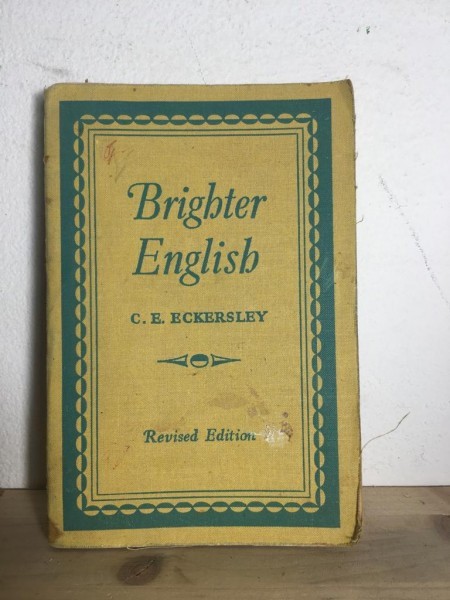 Brighter
English
C. E. ECKERSLEY
Revised Edition